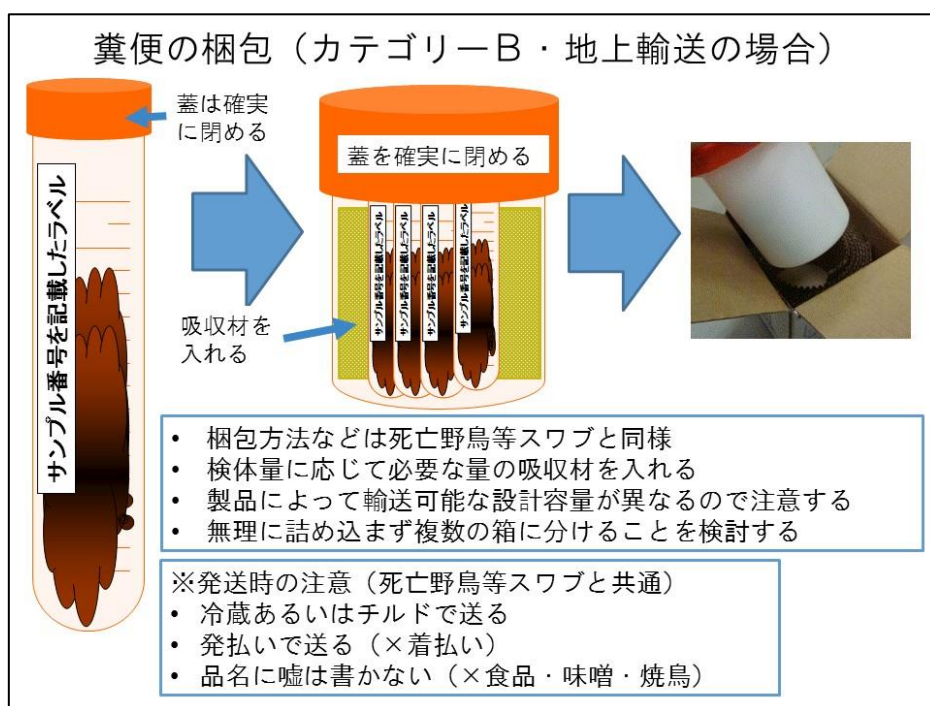 糞便の梱包（カテゴリーB・地上輸送の場合）
蓋は確実
に閉める
サンプル番号を記載したラベル
蓋を確実に閉める
サンプル番号を記載したラベル
サンプル番号を記載したラベル
サンプル番号を記載したラベル
サンプル番号を記載したラベル
吸収材を
入れる
• 梱包方法などは死亡野鳥等スワブと同様
• 検体量に応じて必要な量の吸収材を入れる
• 製品によって輸送可能な設計容量が異なるので注意する
• 無理に詰め込まず複数の箱に分けることを検討する
※発送時の注意（死亡野鳥等スワブと共通）
• 冷蔵あるいはチルドで送る
• 発払いで送る（×着払い）
• 品名に嘘は書かない（×食品・味噌・焼鳥）